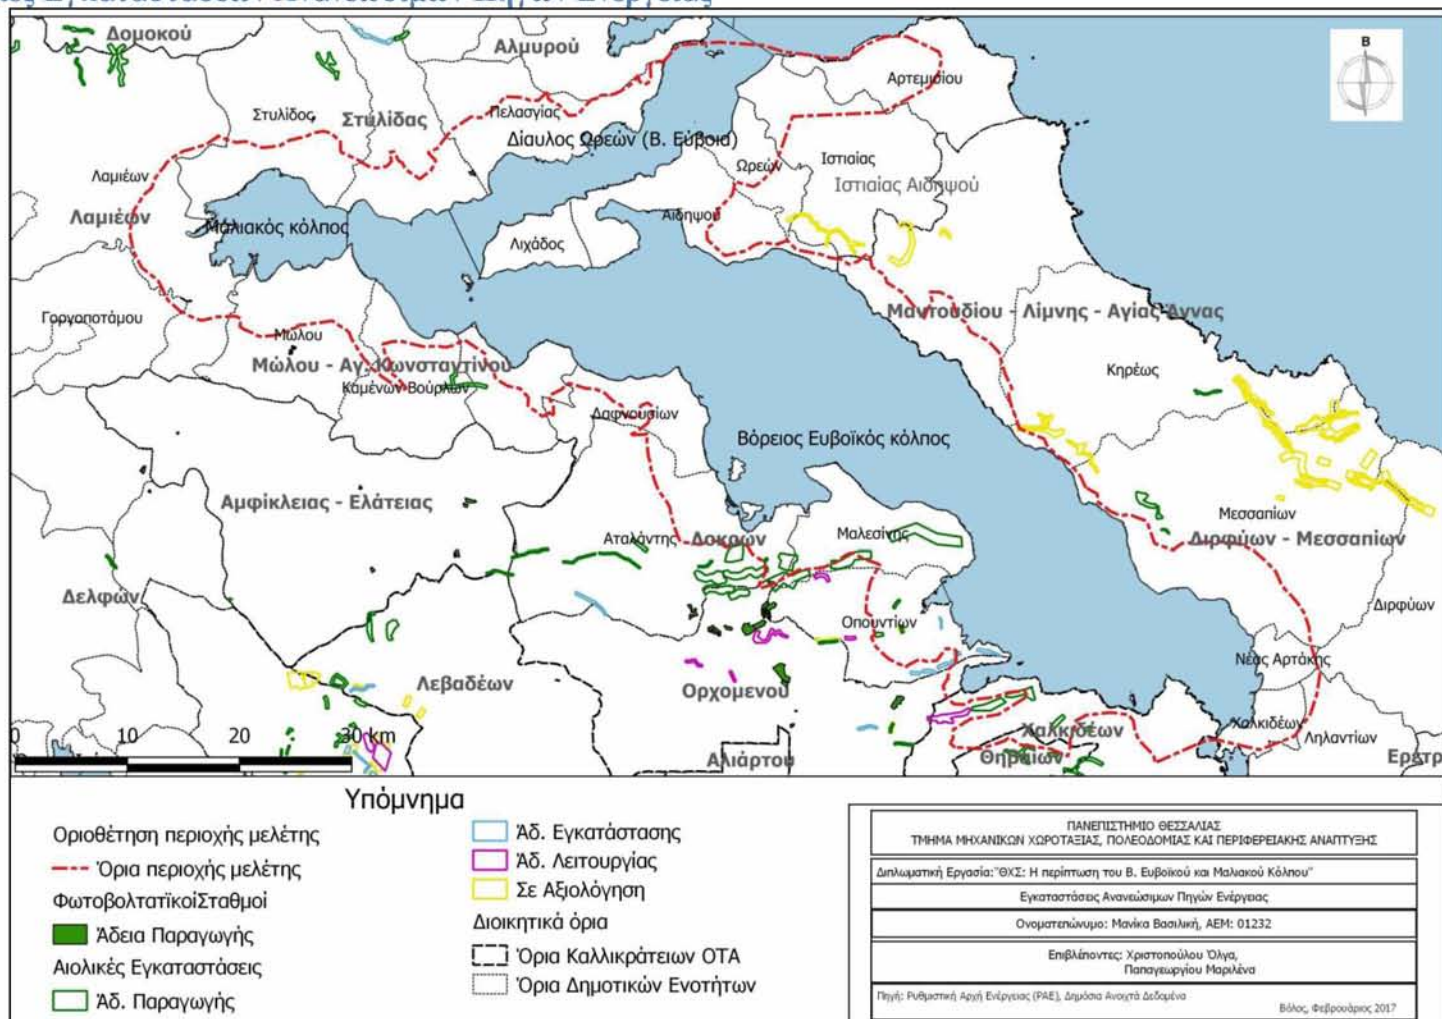 Εγκαταστάσεων Ανανεώσιμων Πηγών Ενέργειας
Δομοκού
Αλμυρού
Β
Αρτεμισίου
Στυλίδος
Στυλίδας
Πελασγίας
Δίαυλος Ωρεών (Β. Εύβοια)
Ωρεών
Ιστιαίας
Ιστιαίας Αιδηψού
Λαμιέων
Λαμιέων
Μαλιακός κόλπος
Αιδηψού
Λιχάδος
Γοργοποτάμου
Μώλου
Μώλου - Αγ. Κωνσταντίνου
Καμένων Βούρλων
Μαντουδίου - Λίμνης - Αγίας Άννας
Κηρέως
Δαφνουσίων
Βόρειος Ευβοϊκός κόλπος
Αμφίκλειας - Ελάτειας
Αταλάντης
Λοκρών
Μαλεσίνης
Μεσσαπίων
Διρφύων - Μεσσαπίων
Δελφών
Διρφύων
Οπουντίων
Νέας Αρτάκης
Λεβαδέων
Ορχομενού
Χαλκιδέων
Χαλκιδέων
Ληλαντίων
Αλιάρτου
Θηβαίων
Ερετρ
0 10 20 30 km
Υπόμνημα
Οριοθέτηση περιοχής μελέτης
Όρια περιοχής μελέτης
ΦωτοβολταϊκοίΣταθμοί
Άδεια Παραγωγής
Αιολικές Εγκαταστάσεις
Άδ. Παραγωγής
Άδ. Εγκατάστασης
Άδ. Λειτουργίας
Σε Αξιολόγηση
Διοικητικά όρια
Όρια Καλλικράτειων ΟΤΑ
Όρια Δημοτικών Ενοτήτων
ΠΑΝΕΠΙΣΤΗΜΙΟ ΘΕΣΣΑΛΙΑΣ
ΤΜΗΜΑ ΜΗΧΑΝΙΚΩΝ ΧΩΡΟΤΑΞΙΑΣ, ΠΟΛΕΟΔΟΜΙΑΣ ΚΑΙ ΠΕΡΙΦΕΡΕΙΑΚΗΣ ΑΝΑΠΤΥΞΗΣ
Διπλωματική Εργασία:"ΘΧΣ: Η περίπτωση του Β. Ευβοϊκού και Μαλιακού Κόλπου"
Εγκαταστάσεις Ανανεώσιμων Πηγών Ενέργειας
Ονοματεπώνυμο: Μανίκα Βασιλική, ΑΕΜ: 01232
Επιβλέποντες: Χριστοπούλου Όλγα,
Παπαγεωργίου Μαριλένα
Πηγή: Ρυθμιστική Αρχή Ενέργειας (ΡΑΕ), Δημόσια Ανοιχτά Δεδομένα
Βόλος, Φεβρουάριος 2017